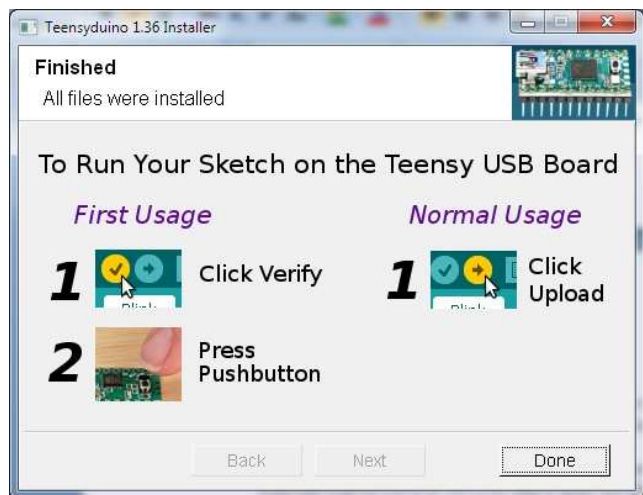 Teensyduino 1.36 Installer
Finished
All files were installed
To Run Your Sketch on the Teensy USB Board
First Usage
1
Click Verify
2
Press
Pushbutton
Normal Usage
1
Click
Upload
Back
Next
Done